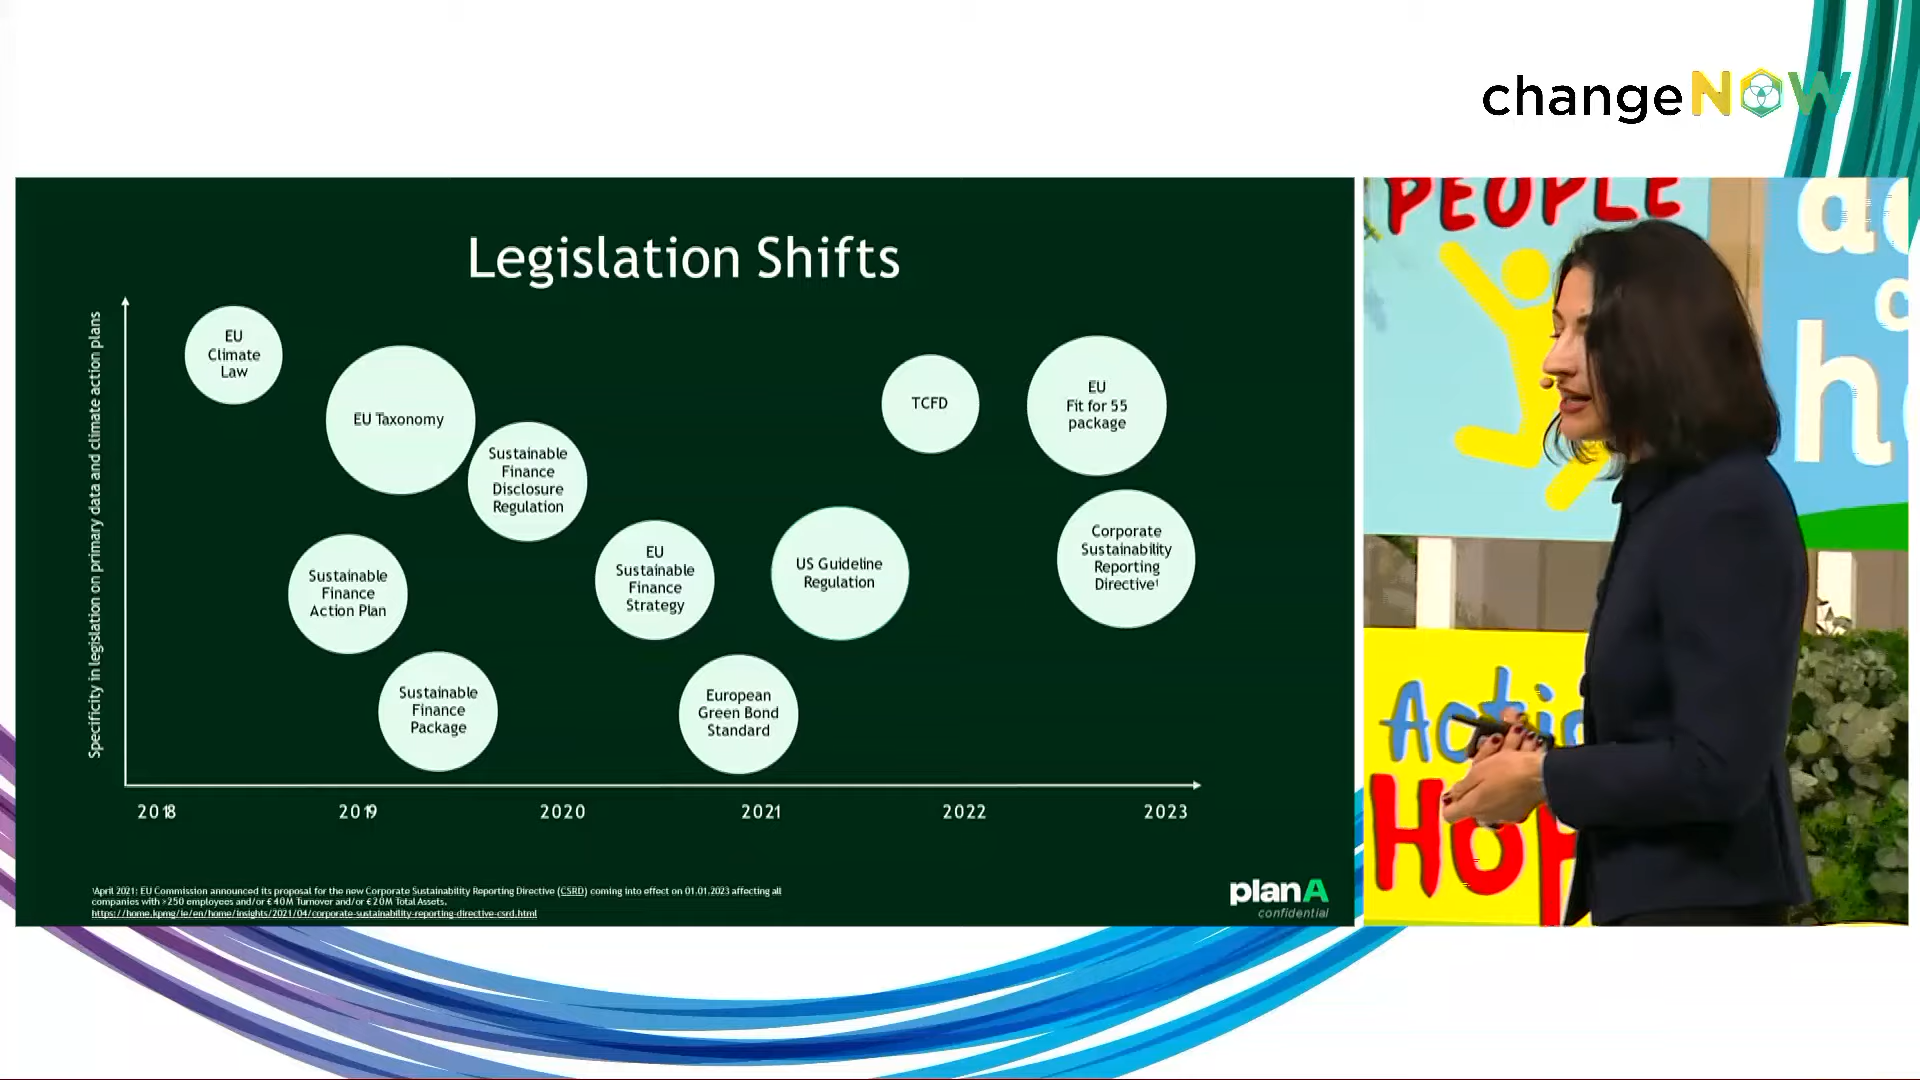 changeNOW
Legislation Shifts
Specificity in legislation on primary data and climate action plans
EU
Climate
Law
EU Taxonomy
Sustainable
Finance
Disclosure
Regulation
Sustainable
Finance
Action Plan
Sustainable
Finance
Package
EU
Sustainable
Finance
Strategy
European
Green Bond
Standard
US Guideline
Regulation
TCFD
EU
Fit for 55
package
Corporate
Sustainability
Reporting
Directive¹
2018
2019
2020
2021
2022
2023
¹April 2021: EU Commission announced its proposal for the new Corporate Sustainability Reporting Directive (CSRD) coming into effect on 01.01.2023 affecting all
companies with >250 employees and/or €40M Turnover and/or €20M Total Assets.
https://home.kpmg/ie/en/home/insights/2021/04/corporate-sustainability-reporting-directive-csrd.html
planA
confidential
PEOPLE